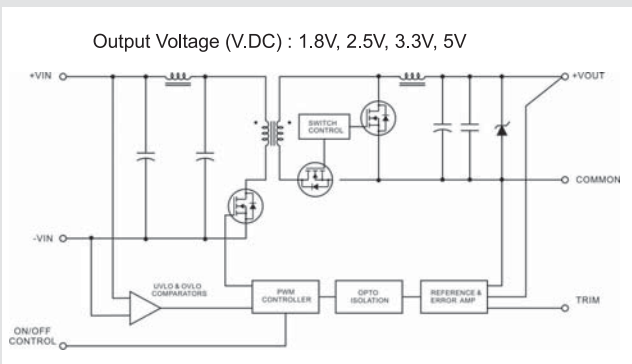 Output Voltage (V.DC) : 1.8V, 2.5V, 3.3V, 5V
+VIN
+VOUT
SWITCH
CONTROL
COMMON
-VIN
UVLO & OVLO
COMPARATORS
PWM
CONTROLLER
OPTO
ISOLATION
REFERENCE &
ERROR AMP
TRIM
ON/OFF
CONTROL